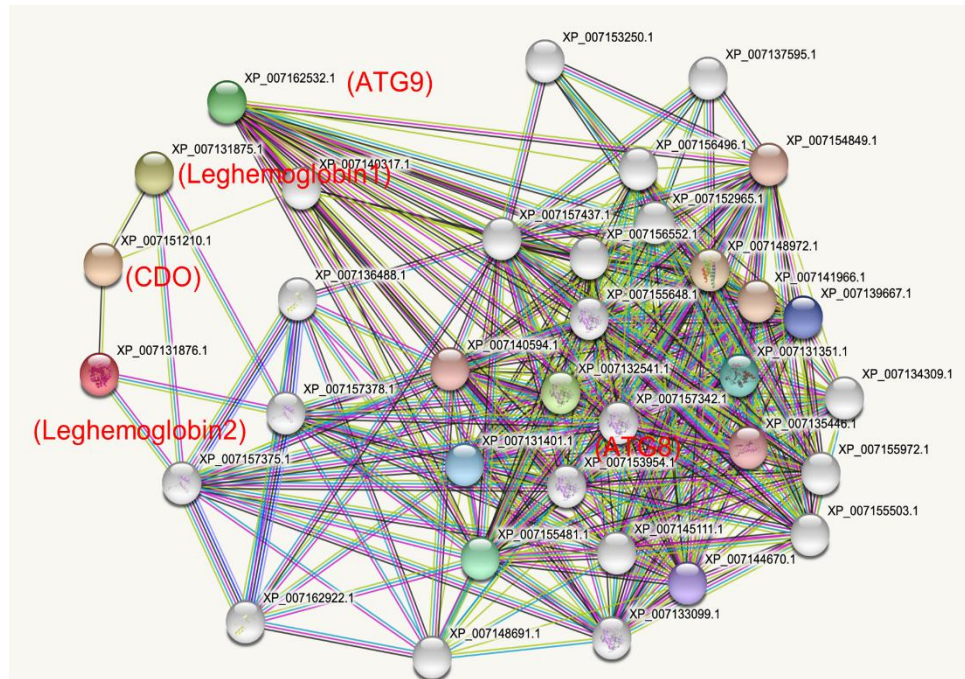 XP_007153250.1
XP_007137595.1
XP_007162532.1
(ATG9)
XP_007131875.1
XP_007156496.1
XP_007154849.1
(Leghemoglobin1)
XP_007140317.1
XP_007152965.1
XP_007157437.1
XP_007156552.1
XP_007151210.1
XP_007148972.1
(CDO)
XP_007136488.1
XP_007141966.1
XP_007155648.1
XP_007139667.1
XP_007131876.1
XP_007140594.1
XP_007131351.1
XP_007132541.1
XP_007134309.1
XP_007157378.1
XP_007157342.1
XP_007135446.1
(Leghemoglobin2)
XP_007131401.1
(ATG8)
XP_007157375.1
XP_007153954.1
XP_007155972.1
XP_007155503.1
XP_007155481.1
XP_007145111.1
XP_007144670.1
XP_007162922.1
XP_007133099.1
XP_007148691.1